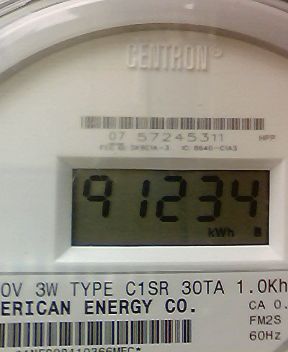 CENTRON®
07 57245311 HPP
91234
kWh B
0V 3W TYPE C1SR 30TA 1.0Kh
ERICAN ENERGY CO.
CA 0.
FM2S
60Hz